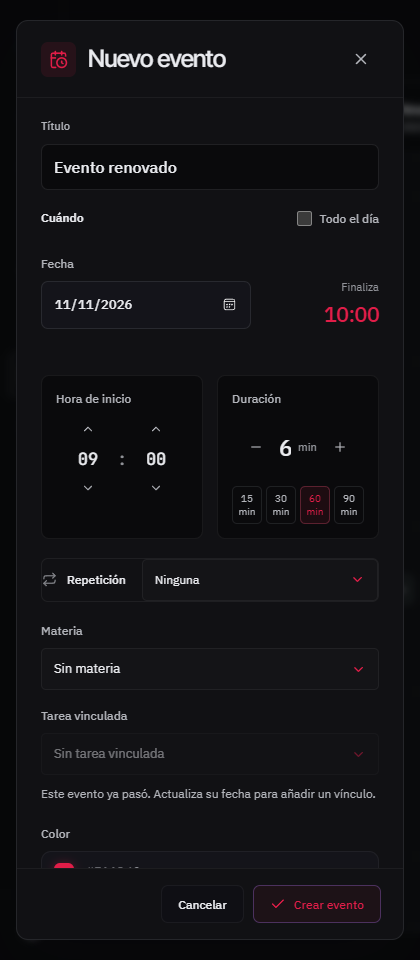 Nuevo evento
Título
Evento renovado
Cuándo
Todo el día
Fecha
11/11/2026
Finaliza
10:00
Hora de inicio
09 : 00
Duración
6 min
15 min
30 min
60 min
90 min
Repetición
Ninguna
Materia
Sin materia
Tarea vinculada
Sin tarea vinculada
Este evento ya pasó. Actualiza su fecha para añadir un vínculo.
Color
Cancelar
Crear evento